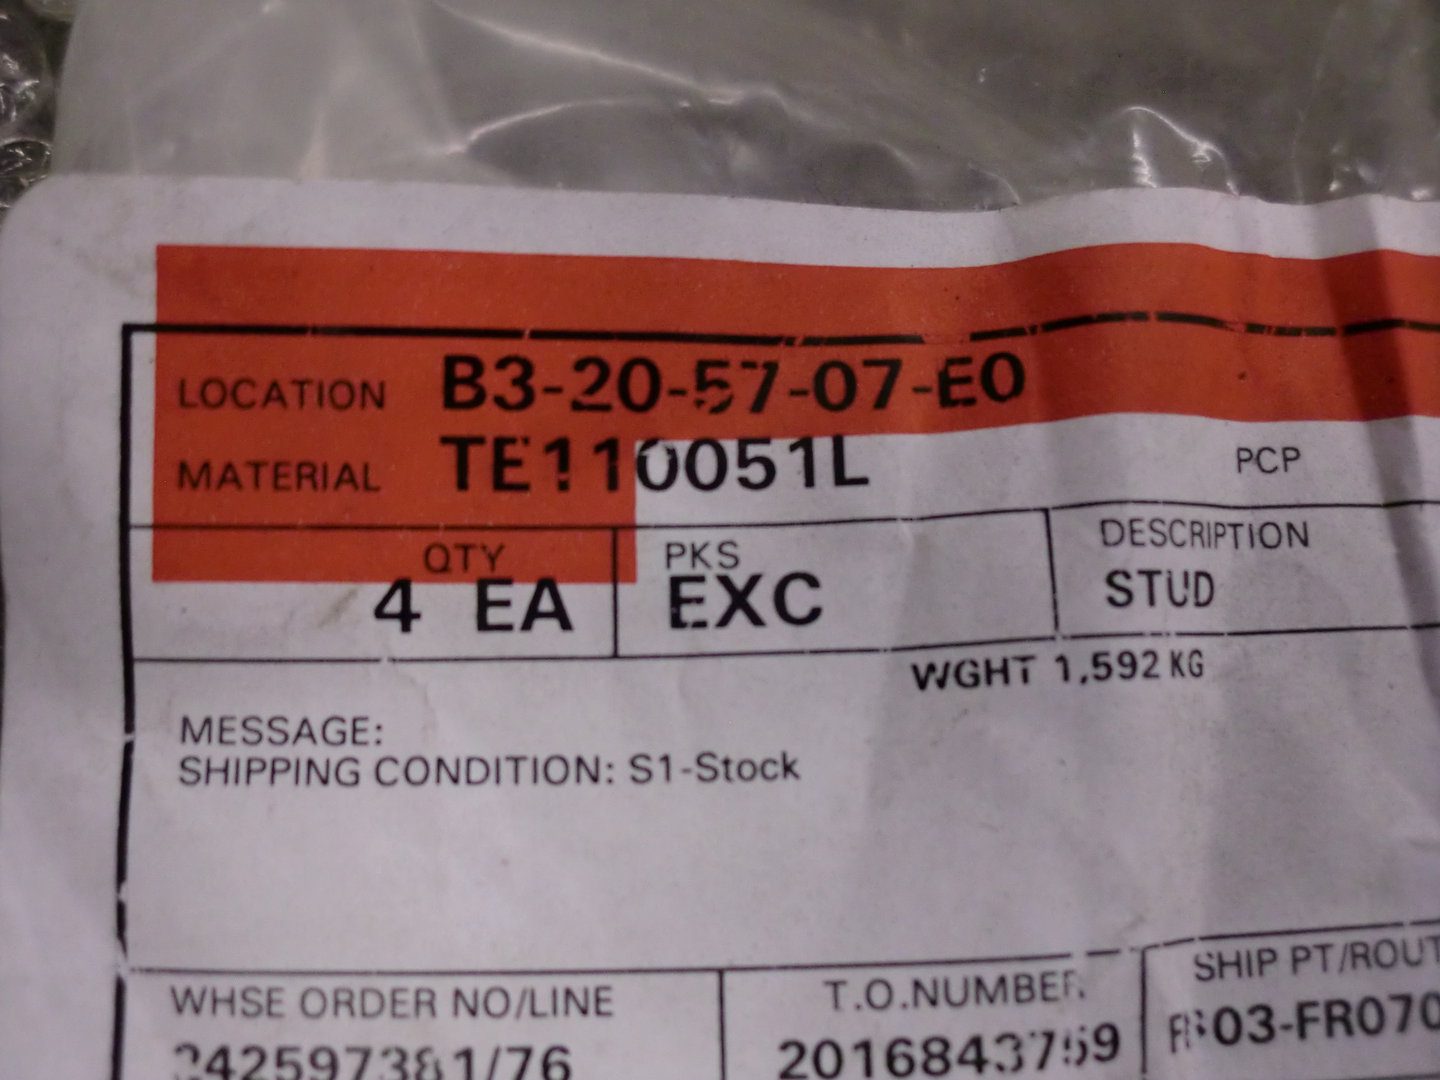 LOCATION B3-20-57-07-E0
MATERIAL TE110051L PCP
QTY PKS DESCRIPTION
4 EA EXC STUD
WGHT 1,592 KG
MESSAGE:
SHIPPING CONDITION: S1-Stock
WHSE ORDER NO/LINE T.O.NUMBER SHIP PT/ROUT
2016843759